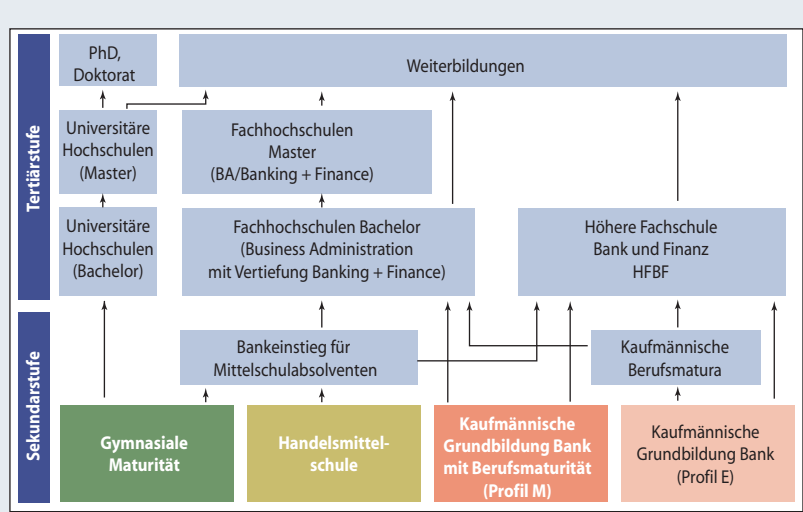 Tertiärstufe
PhD,
Doktorat
Weiterbildungen
Universitäre
Hochschulen
(Master)
Fachhochschulen
Master
(BA/Banking + Finance)
Universitäre
Hochschulen
(Bachelor)
Fachhochschulen Bachelor
(Business Administration
mit Vertiefung Banking + Finance)
Höhere Fachschule
Bank und Finanz
HFBF
Sekundarstufe
Bankeinstieg für
Mittelschulabsolventen
Kaufmännische
Berufsmatura
Gymnasiale
Maturität
Handelsmittel-
schule
Kaufmännische
Grundbildung Bank
mit Berufsmaturität
(Profil M)
Kaufmännische
Grundbildung Bank
(Profil E)